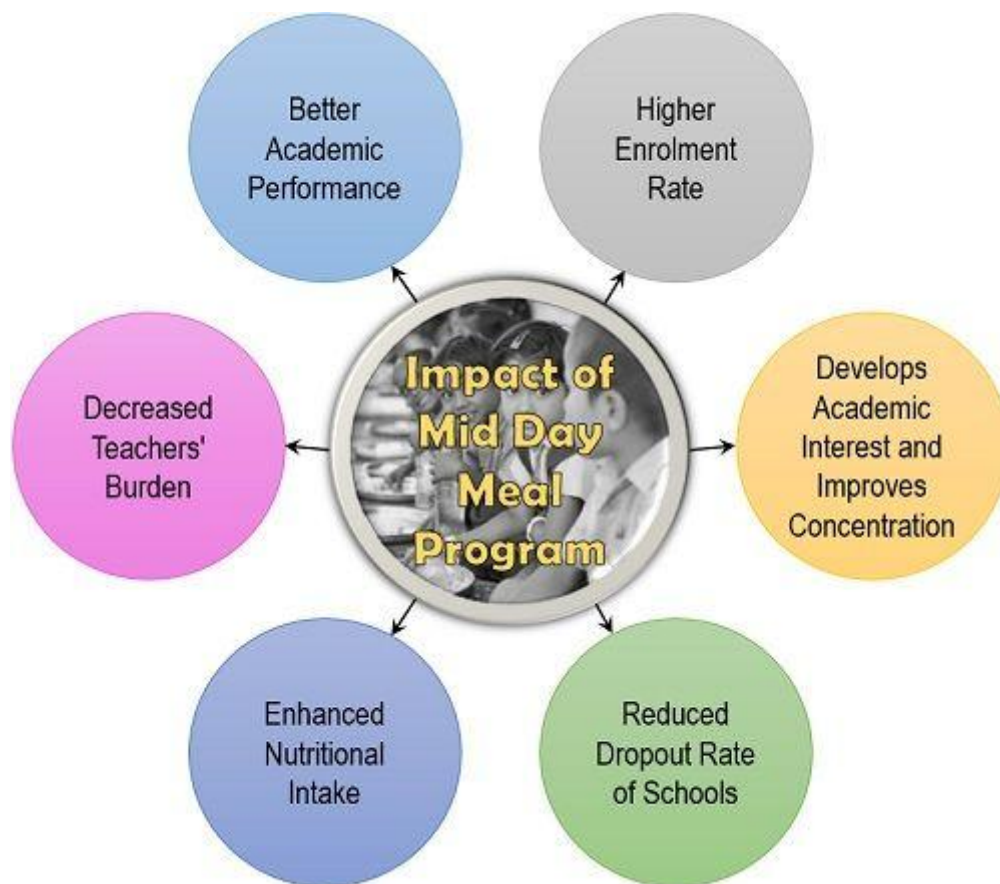 Better
Academic
Performance
Higher
Enrolment
Rate
Impact of
Mid Day
Meal
Program
Decreased
Teachers'
Burden
Develops
Academic
Interest and
Improves
Concentration
Enhanced
Nutritional
Intake
Reduced
Dropout Rate
of Schools